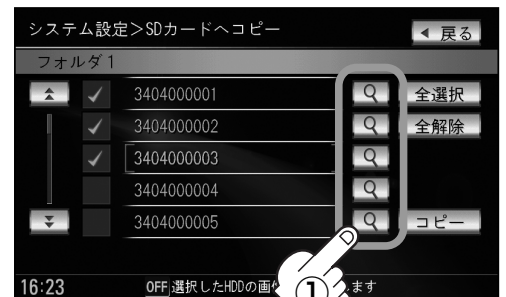 システム設定＞SDカードへコピー
戻る
フォルダ1
3404000001
全選択
3404000002
全解除
3404000003
3404000004
3404000005
コピー
16:23
OFF 選択したHDDの画
ます
①